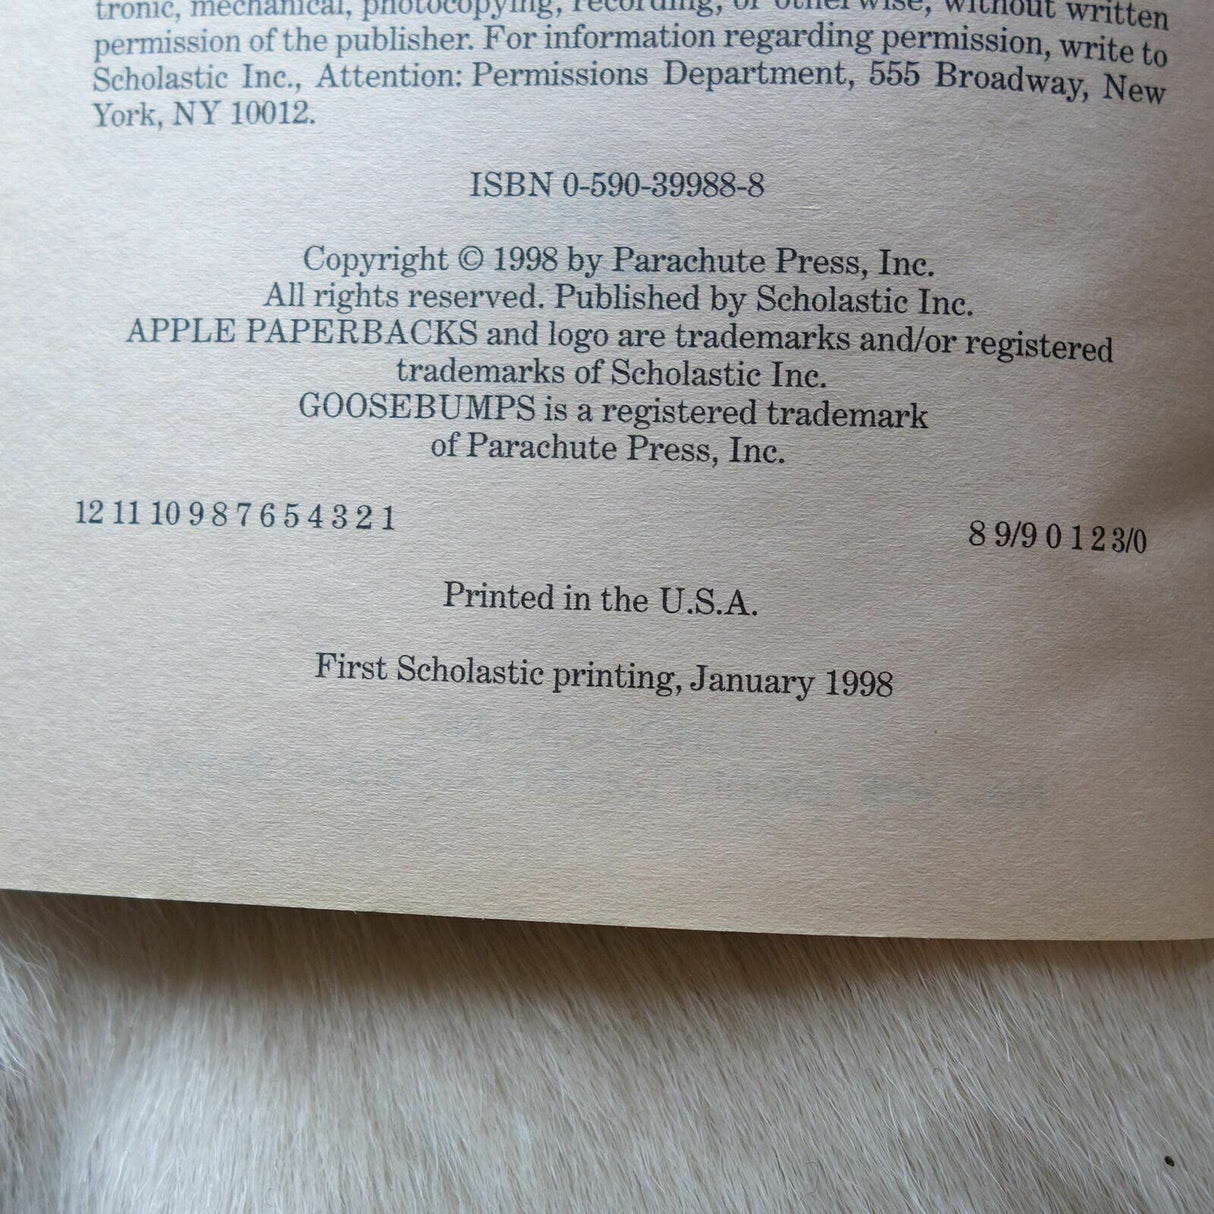 tronic, mechanical, photocopying, recording, or otherwise, without written
permission of the publisher. For information regarding permission, write to
Scholastic Inc., Attention: Permissions Department, 555 Broadway, New
York, NY 10012.
ISBN 0-590-39988-8
Copyright © 1998 by Parachute Press, Inc.
All rights reserved. Published by Scholastic Inc.
APPLE PAPERBACKS and logo are trademarks and/or registered
trademarks of Scholastic Inc.
GOOSEBUMPS is a registered trademark
of Parachute Press, Inc.
12 11 10 9 8 7 6 5 4 3 2 1 8 9/9 0 1 2 3/0
Printed in the U.S.A.
First Scholastic printing, January 1998